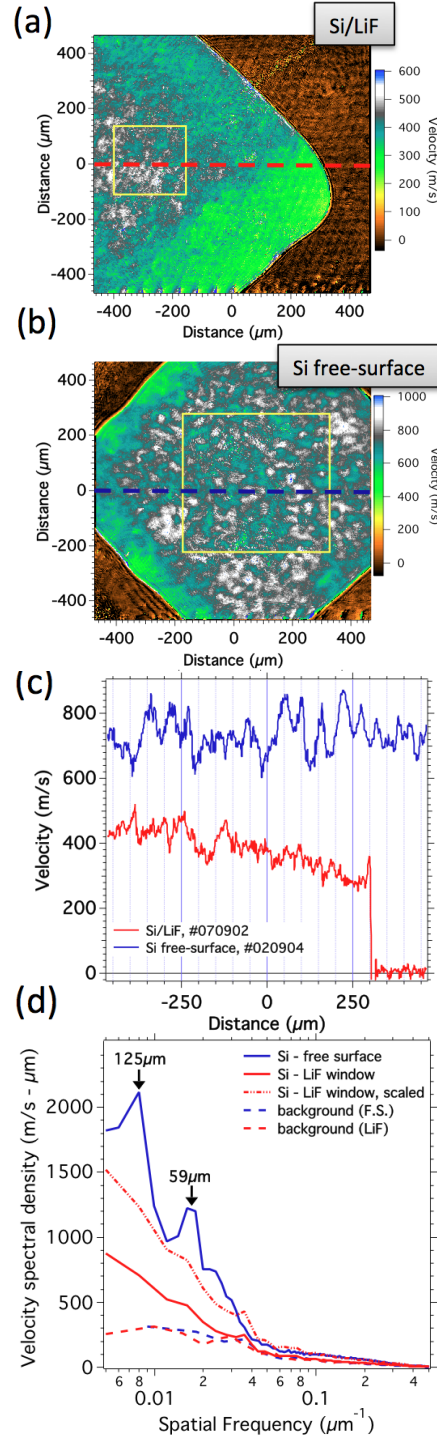 (a)
Si/LiF
400
200
0
-200
-400
Distance (µm)
-400 -200 0 200 400
Distance (µm)
600
500
400
300
200
100
0
Velocity (m/s)
(b)
Si free-surface
400
200
0
-200
-400
Distance (µm)
-400 -200 0 200 400
Distance (µm)
1000
800
600
400
200
0
Velocity (m/s)
(c)
800
600
400
200
0
Velocity (m/s)
Si/LiF, #070902
Si free-surface, #020904
-250 0 250
Distance (µm)
(d)
125µm
59µm
Si - free surface
Si - LiF window
Si - LiF window, scaled
background (F.S.)
background (LiF)
2000
1500
1000
500
0
Velocity spectral density (m/s - µm)
6 8 0.01 2 4 6 8 0.1 2 4
Spatial Frequency (µm⁻¹)